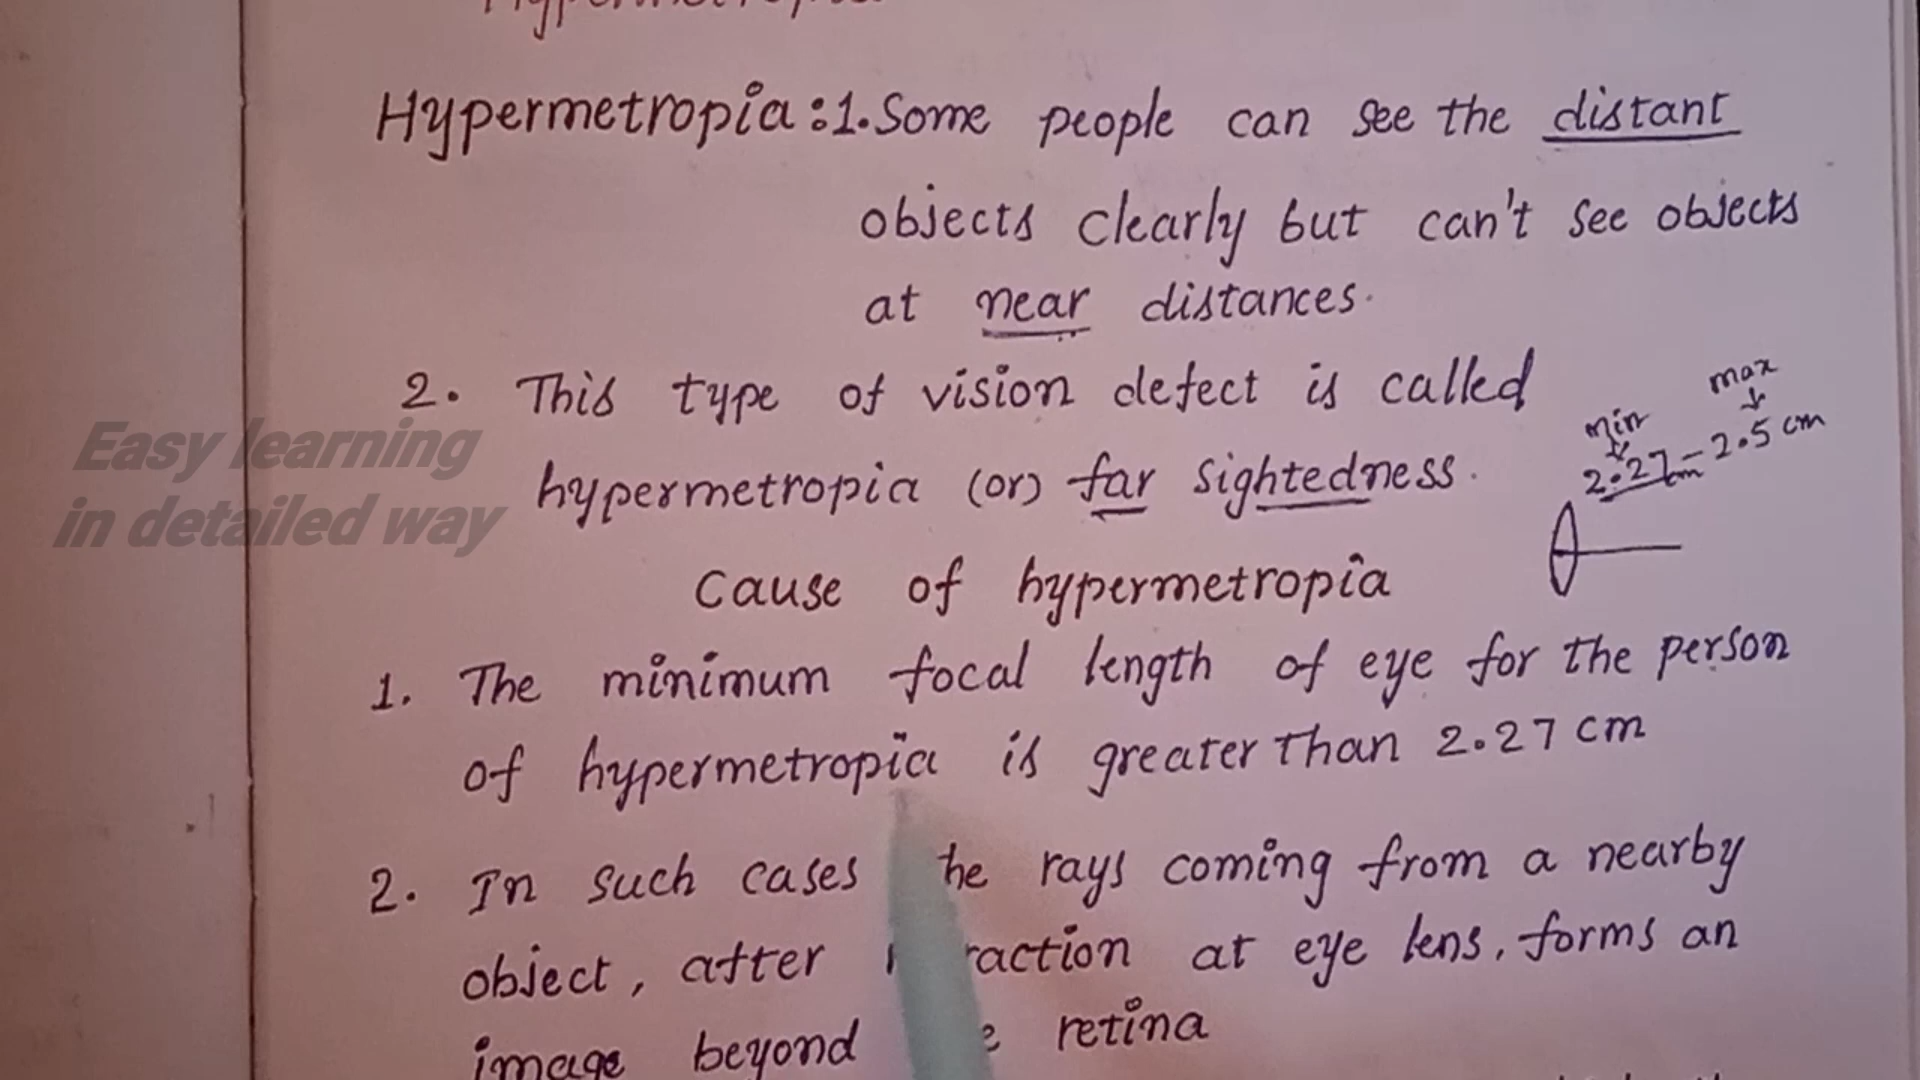 Hypermetropia
Hypermetropia : 1. Some people can see the distant
objects clearly but can't see objects
at near distances.
2. This type of vision defect is called
hypermetropia (or) far sightedness.
max
min
2.27cm - 2.5 cm
Easy learning
in detailed way
Cause of hypermetropia
1. The minimum focal length of eye for the person
of hypermetropia is greater than 2.27 cm
2. In such cases he rays coming from a nearby
object, after raction at eye lens, forms an
image beyond e retina